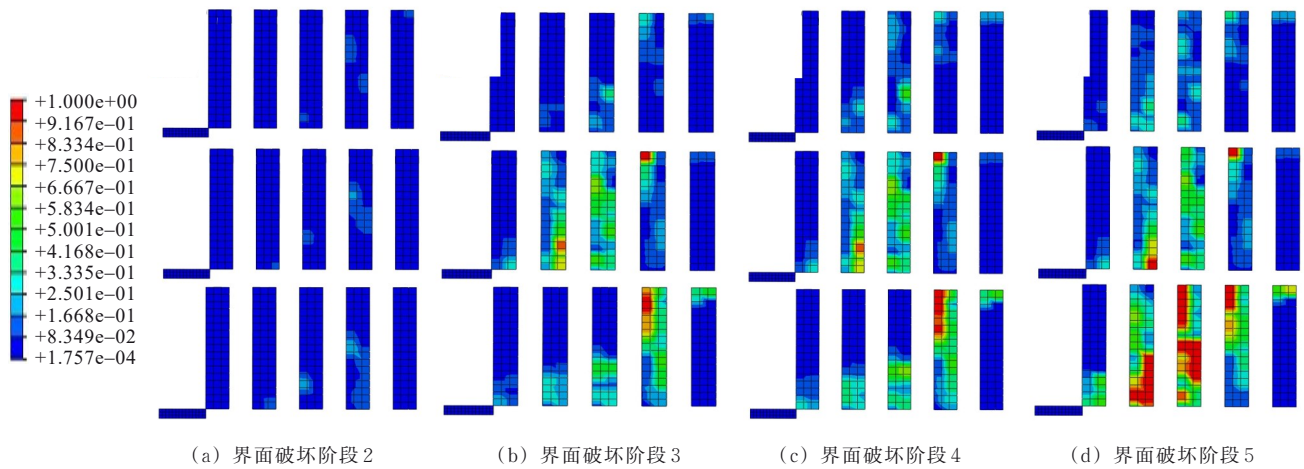 +1.000e+00
+9.167e−01
+8.334e−01
+7.500e−01
+6.667e−01
+5.834e−01
+5.001e−01
+4.168e−01
+3.335e−01
+2.501e−01
+1.668e−01
+8.349e−02
+1.757e−04
（a）界面破坏阶段2
（b）界面破坏阶段3
（c）界面破坏阶段4
（d）界面破坏阶段5